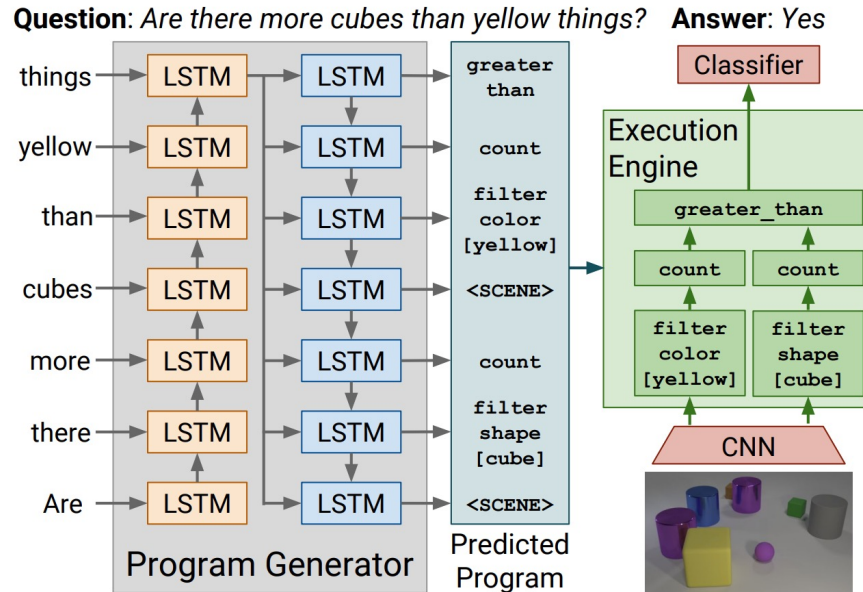 Question: Are there more cubes than yellow things? Answer: Yes
things
LSTM
LSTM
greater
than
yellow
LSTM
LSTM
count
than
LSTM
LSTM
filter
color
[yellow]
cubes
LSTM
LSTM
<SCENE>
more
LSTM
LSTM
count
there
LSTM
LSTM
filter
shape
[cube]
Are
LSTM
LSTM
<SCENE>
Program Generator
Predicted
Program
Classifier
Execution
Engine
greater_than
count
count
filter
color
[yellow]
filter
shape
[cube]
CNN